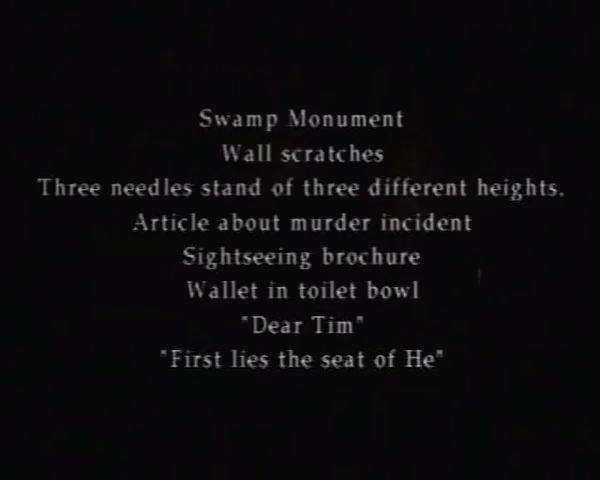 Swamp Monument
Wall scratches
Three needles stand of three different heights.
Article about murder incident
Sightseeing brochure
Wallet in toilet bowl
"Dear Tim"
"First lies the seat of He"